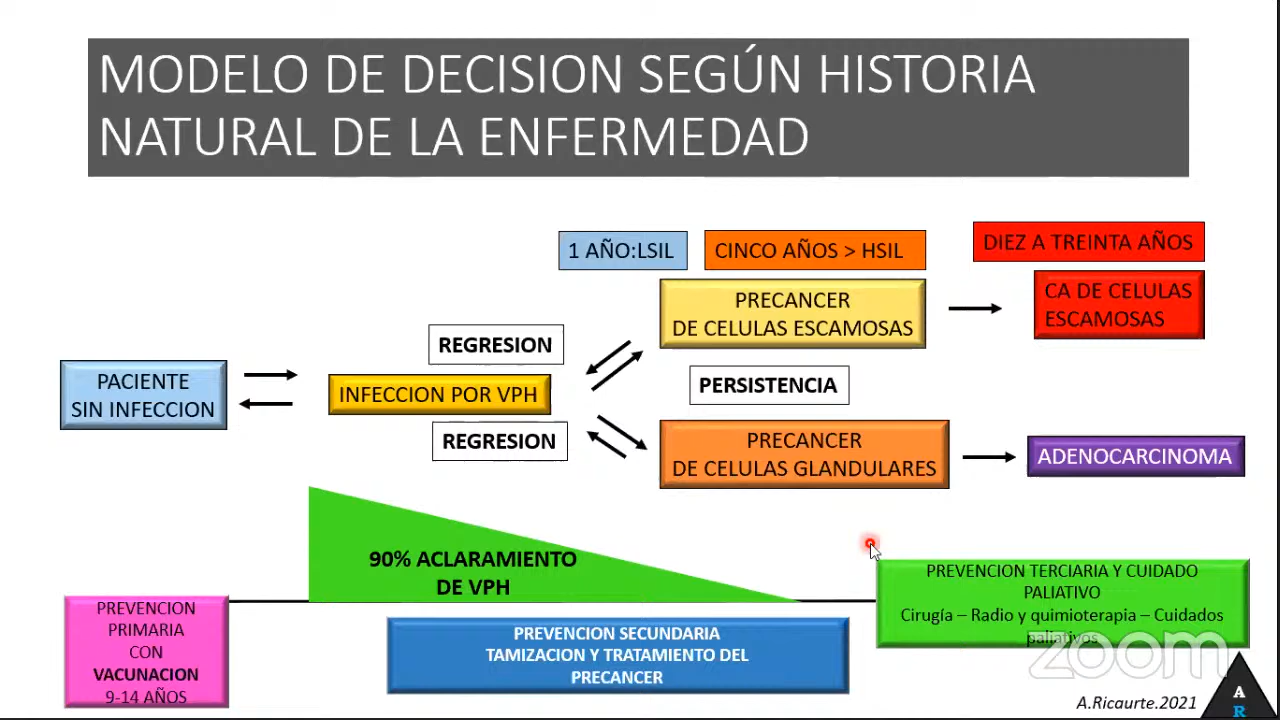 MODELO DE DECISION SEGÚN HISTORIA
NATURAL DE LA ENFERMEDAD
1 AÑO:LSIL
CINCO AÑOS > HSIL
DIEZ A TREINTA AÑOS
PRECANCER
DE CELULAS ESCAMOSAS
CA DE CELULAS
ESCAMOSAS
REGRESION
PACIENTE
SIN INFECCION
INFECCION POR VPH
PERSISTENCIA
REGRESION
PRECANCER
DE CELULAS GLANDULARES
ADENOCARCINOMA
90% ACLARAMIENTO
DE VPH
PREVENCION
PRIMARIA
CON
VACUNACION
9-14 AÑOS
PREVENCION SECUNDARIA
TAMIZACION Y TRATAMIENTO DEL
PRECANCER
PREVENCION TERCIARIA Y CUIDADO
PALIATIVO
Cirugía – Radio y quimioterapia – Cuidados
paliativos
zoom
A.Ricaurte.2021
A
R